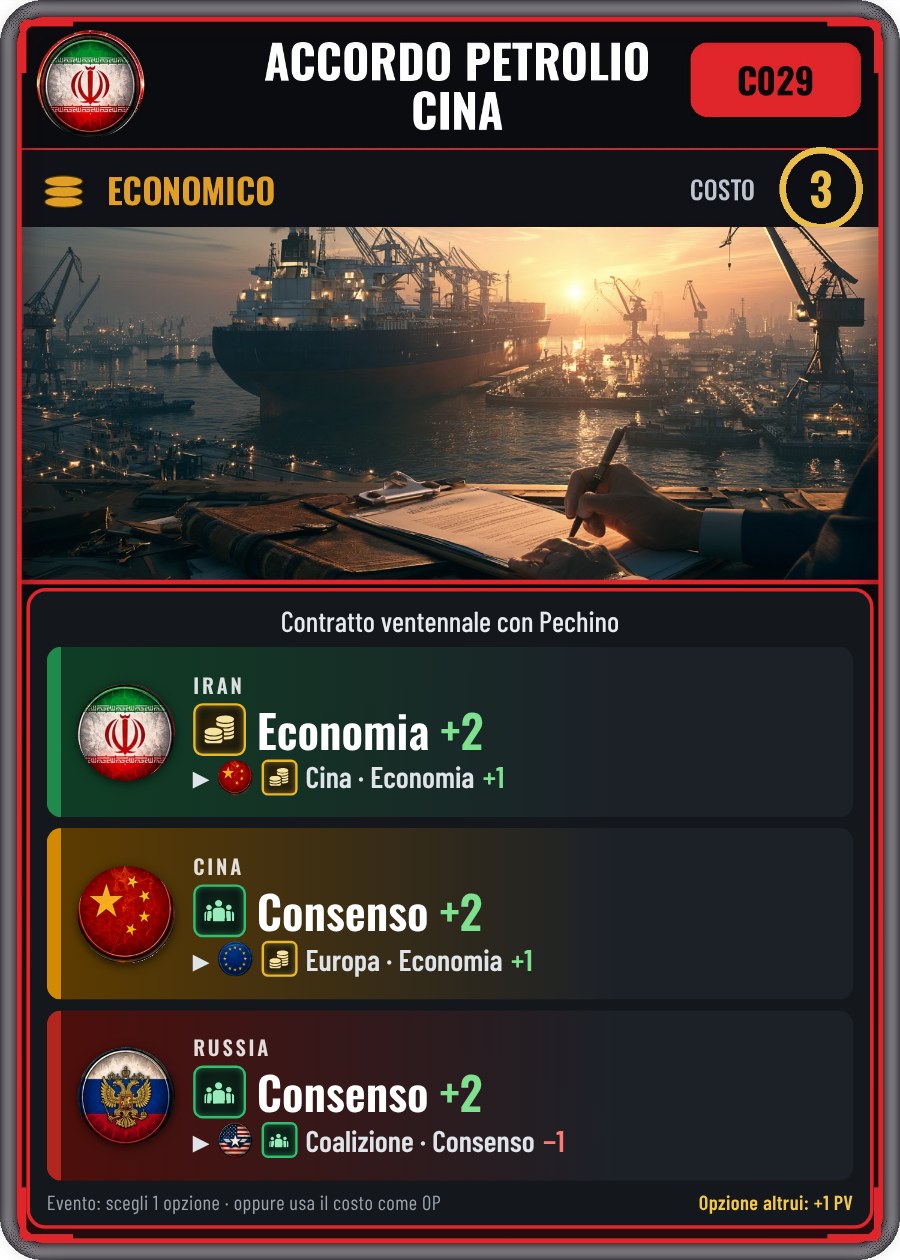 ACCORDO PETROLIO
CINA
C029
ECONOMICO
COSTO
3
Contratto ventennale con Pechino
IRAN
Economia +2
▶ Cina · Economia +1
CINA
Consenso +2
▶ Europa · Economia +1
RUSSIA
Consenso +2
▶ Coalizione · Consenso −1
Evento: scegli 1 opzione · oppure usa il costo come OP
Opzione altrui: +1 PV